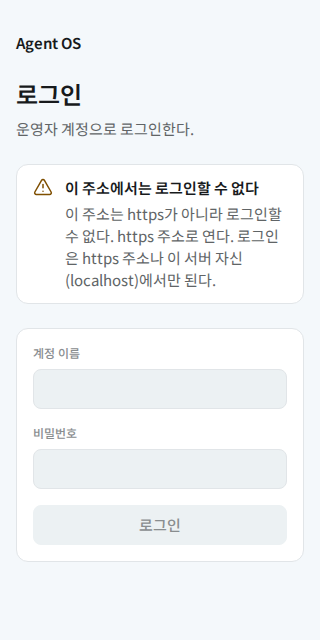 Agent OS
로그인
운영자 계정으로 로그인한다.
이 주소에서는 로그인할 수 없다
이 주소는 https가 아니라 로그인할
수 없다. https 주소로 연다. 로그인
은 https 주소나 이 서버 자신
(localhost)에서만 된다.
계정 이름
비밀번호
로그인